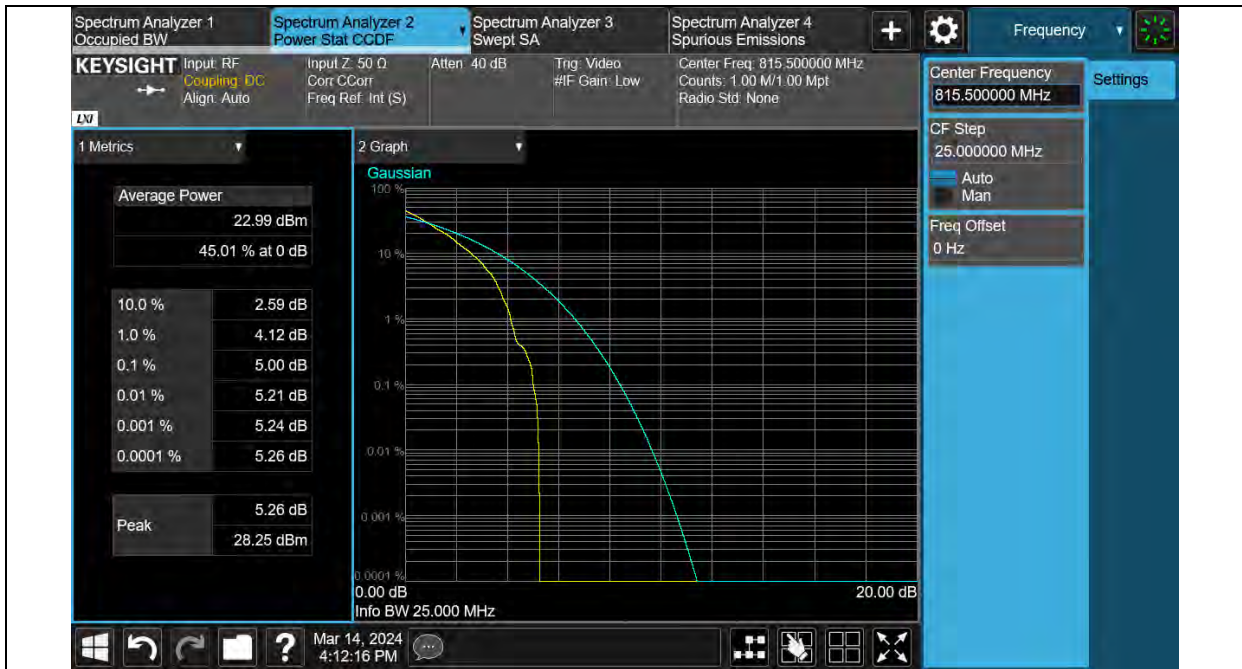 Spectrum Analyzer 1
Occupied BW
Spectrum Analyzer 2
Power Stat CCDF
Spectrum Analyzer 3
Swept SA
Spectrum Analyzer 4
Spurious Emissions
+
Frequency
KEYSIGHT
Input: RF
Coupling: DC
Align: Auto
Input Z: 50 Ω
Corr CCorr
Freq Ref: Int (S)
Atten: 40 dB
Trig: Video
#IF Gain: Low
Center Freq: 815.500000 MHz
Counts: 1.00 M/1.00 Mpt
Radio Std: None
LXI
Center Frequency
815.500000 MHz
Settings
CF Step
25.000000 MHz
Auto
Man
Freq Offset
0 Hz
1 Metrics
Average Power
22.99 dBm
45.01 % at 0 dB
10.0 % 2.59 dB
1.0 % 4.12 dB
0.1 % 5.00 dB
0.01 % 5.21 dB
0.001 % 5.24 dB
0.0001 % 5.26 dB
Peak
5.26 dB
28.25 dBm
2 Graph
Gaussian
100 %
10 %
1 %
0.1 %
0.01 %
0.001 %
0.0001 %
0.00 dB 20.00 dB
Info BW 25.000 MHz
?
Mar 14, 2024
4:12:16 PM